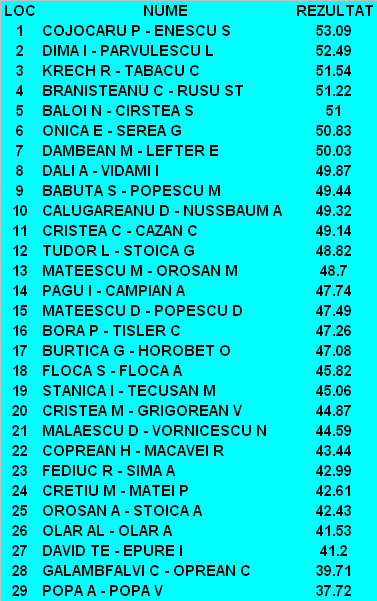 LOC NUME REZULTAT
1 COJOCARU P - ENESCU S 53.09
2 DIMA I - PARVULESCU L 52.49
3 KRECH R - TABACU C 51.54
4 BRANISTEANU C - RUSU ST 51.22
5 BALOI N - CIRSTEA S 51
6 ONICA E - SEREA G 50.83
7 DAMBEAN M - LEFTER E 50.03
8 DALI A - VIDAMI I 49.87
9 BABUTA S - POPESCU M 49.44
10 CALUGAREANU D - NUSSBAUM A 49.32
11 CRISTEA C - CAZAN C 49.14
12 TUDOR L - STOICA G 48.82
13 MATEESCU M - OROSAN M 48.7
14 PAGU I - CAMPIAN A 47.74
15 MATEESCU D - POPESCU D 47.49
16 BORA P - TISLER C 47.26
17 BURTICA G - HOROBET O 47.08
18 FLOCA S - FLOCA A 45.82
19 STANICA I - TECUSAN M 45.06
20 CRISTEA M - GRIGOREAN V 44.87
21 MALAESCU D - VORNICESCU N 44.59
22 COPREAN H - MACAVEI R 43.44
23 FEDIUC R - SIMA A 42.99
24 CRETIU M - MATEI P 42.61
25 OROSAN A - STOICA A 42.43
26 OLAR AL - OLAR A 41.53
27 DAVID TE - EPURE I 41.2
28 GALAMBFALVI C - OPREAN C 39.71
29 POPA A - POPA V 37.72